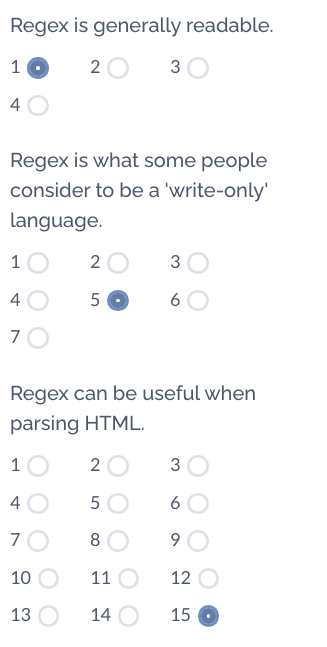 Regex is generally readable.
1 2 3
4
Regex is what some people
consider to be a 'write-only'
language.
1 2 3
4 5 6
7
Regex can be useful when
parsing HTML.
1 2 3
4 5 6
7 8 9
10 11 12
13 14 15